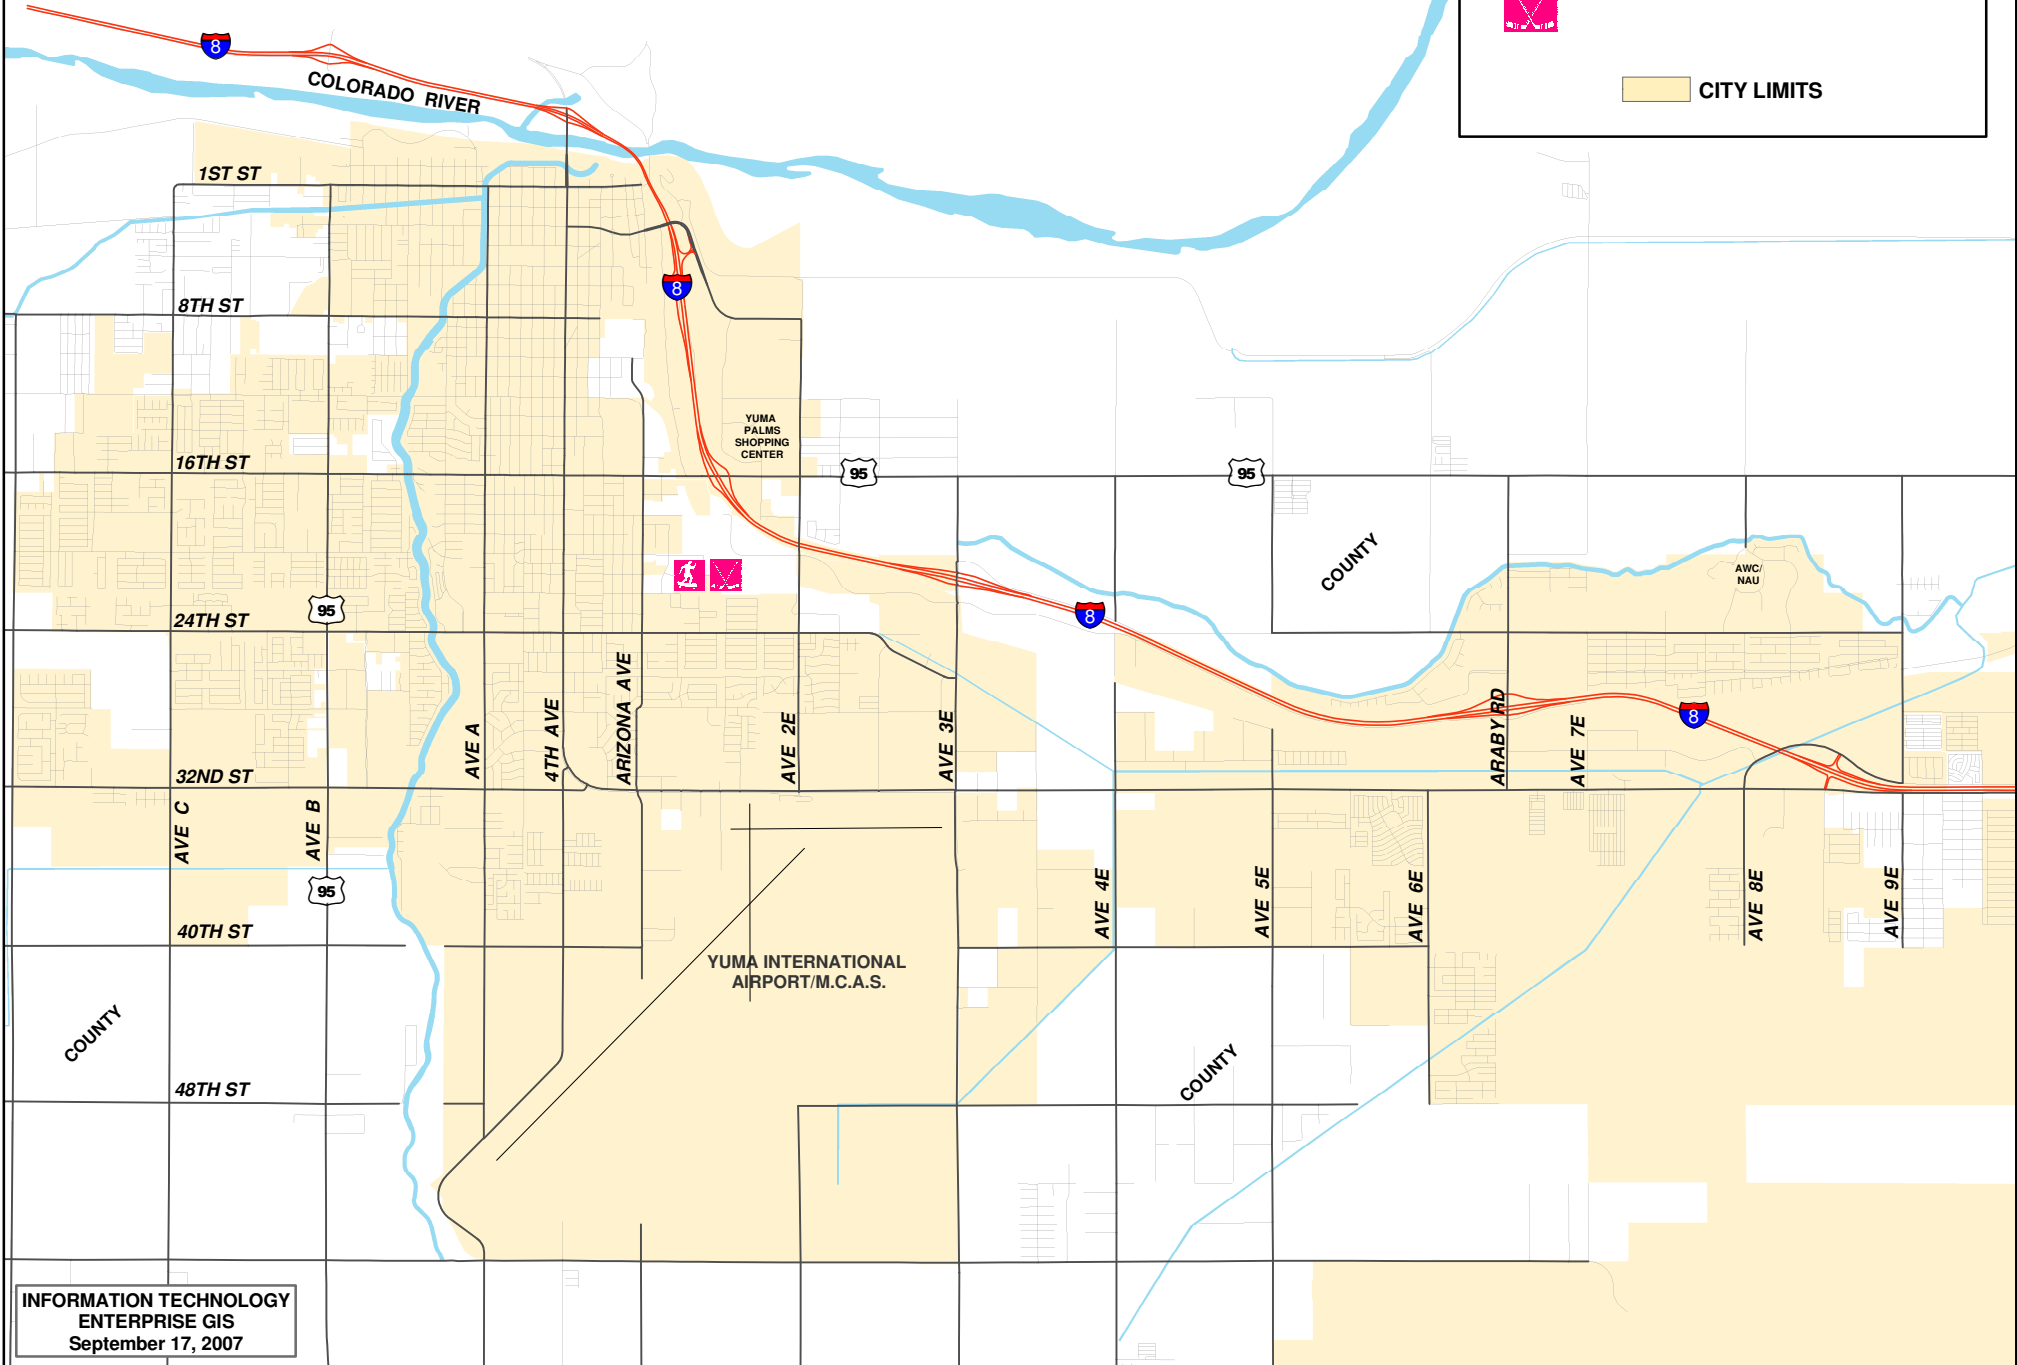 8
COLORADO RIVER
CITY LIMITS
1ST ST
8
8TH ST
YUMA
PALMS
SHOPPING
CENTER
16TH ST
95
95
COUNTY
AWC/
NAU
95
24TH ST
8
ARIZONA AVE
4TH AVE
AVE A
AVE 2E
AVE 3E
ARABY RD
AVE 7E
8
32ND ST
AVE C
AVE B
95
AVE 4E
AVE 5E
AVE 6E
AVE 8E
AVE 9E
40TH ST
YUMA INTERNATIONAL
AIRPORT/M.C.A.S.
COUNTY
COUNTY
48TH ST
INFORMATION TECHNOLOGY
ENTERPRISE GIS
September 17, 2007